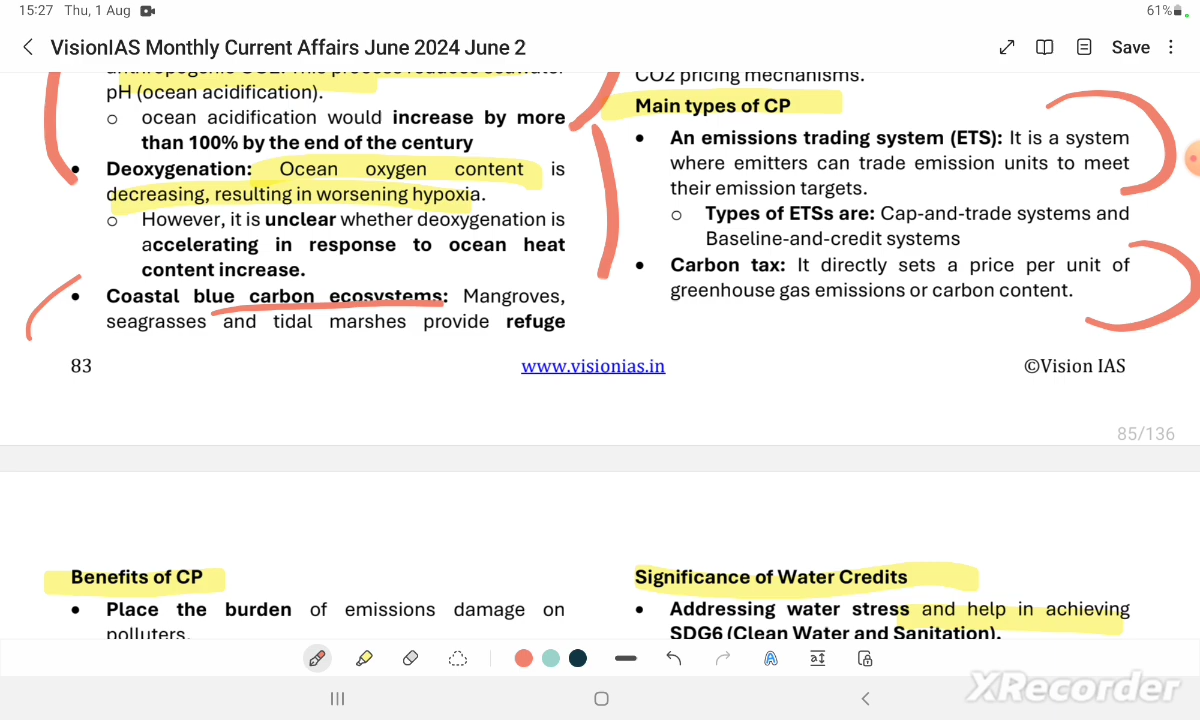 15:27 Thu, 1 Aug
61%
VisionIAS Monthly Current Affairs June 2024 June 2
Save
anthropogenic CO2. This process reduces seawater
pH (ocean acidification).
o ocean acidification would increase by more
than 100% by the end of the century
• Deoxygenation: Ocean oxygen content is
decreasing, resulting in worsening hypoxia.
o However, it is unclear whether deoxygenation is
accelerating in response to ocean heat
content increase.
• Coastal blue carbon ecosystems: Mangroves,
seagrasses and tidal marshes provide refuge
CO2 pricing mechanisms.
Main types of CP
• An emissions trading system (ETS): It is a system
where emitters can trade emission units to meet
their emission targets.
o Types of ETSs are: Cap-and-trade systems and
Baseline-and-credit systems
• Carbon tax: It directly sets a price per unit of
greenhouse gas emissions or carbon content.
83
www.visionias.in
©Vision IAS
85/136
Benefits of CP
• Place the burden of emissions damage on
polluters.
Significance of Water Credits
• Addressing water stress and help in achieving
SDG6 (Clean Water and Sanitation).
XRecorder